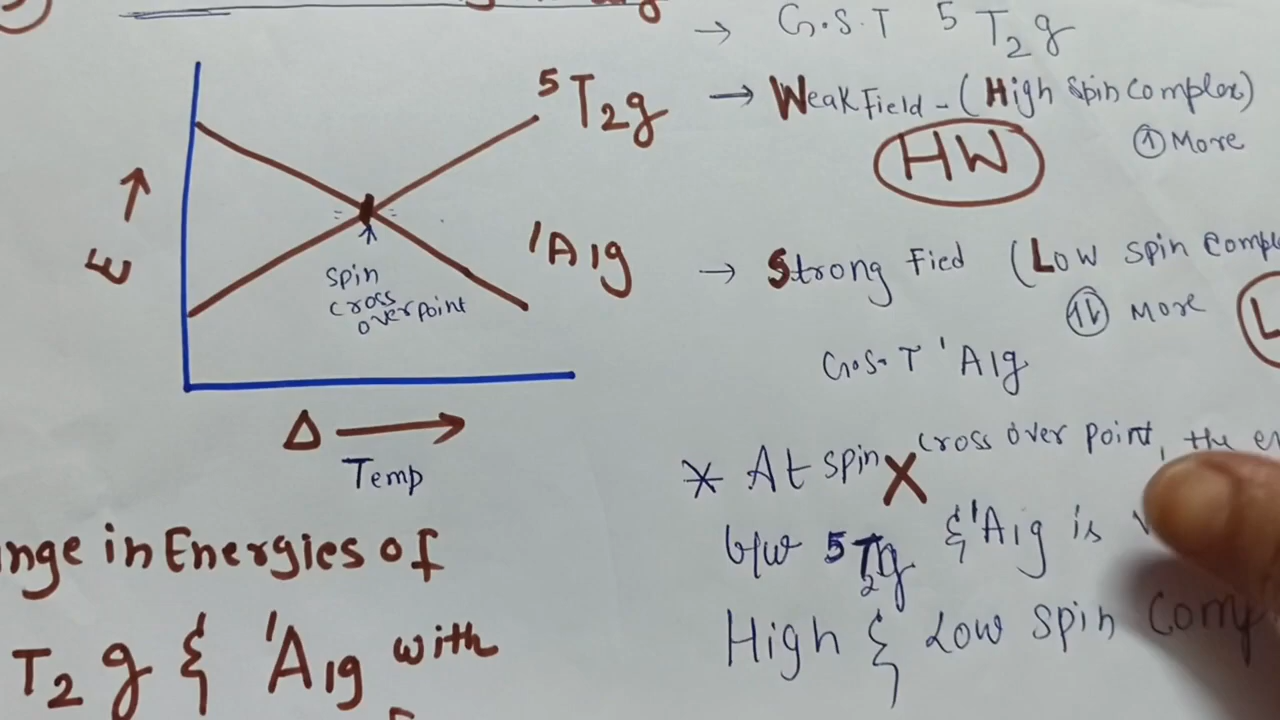 → G.S.T ⁵T₂g
⁵T₂g
→ Weak Field - (High Spin Complex)
↑ More
HW
E →
¹A1g
→ Strong Fied (Low spin Comple
↑↓ More
L
G.S.T ¹A1g
spin
cross
over point
Δ →
Temp
* At spin cross over point, the en
X
b/w ⁵T₂g & ¹A1g is
High & Low spin Comp
nge in Energies of
T₂g & ¹A1g with